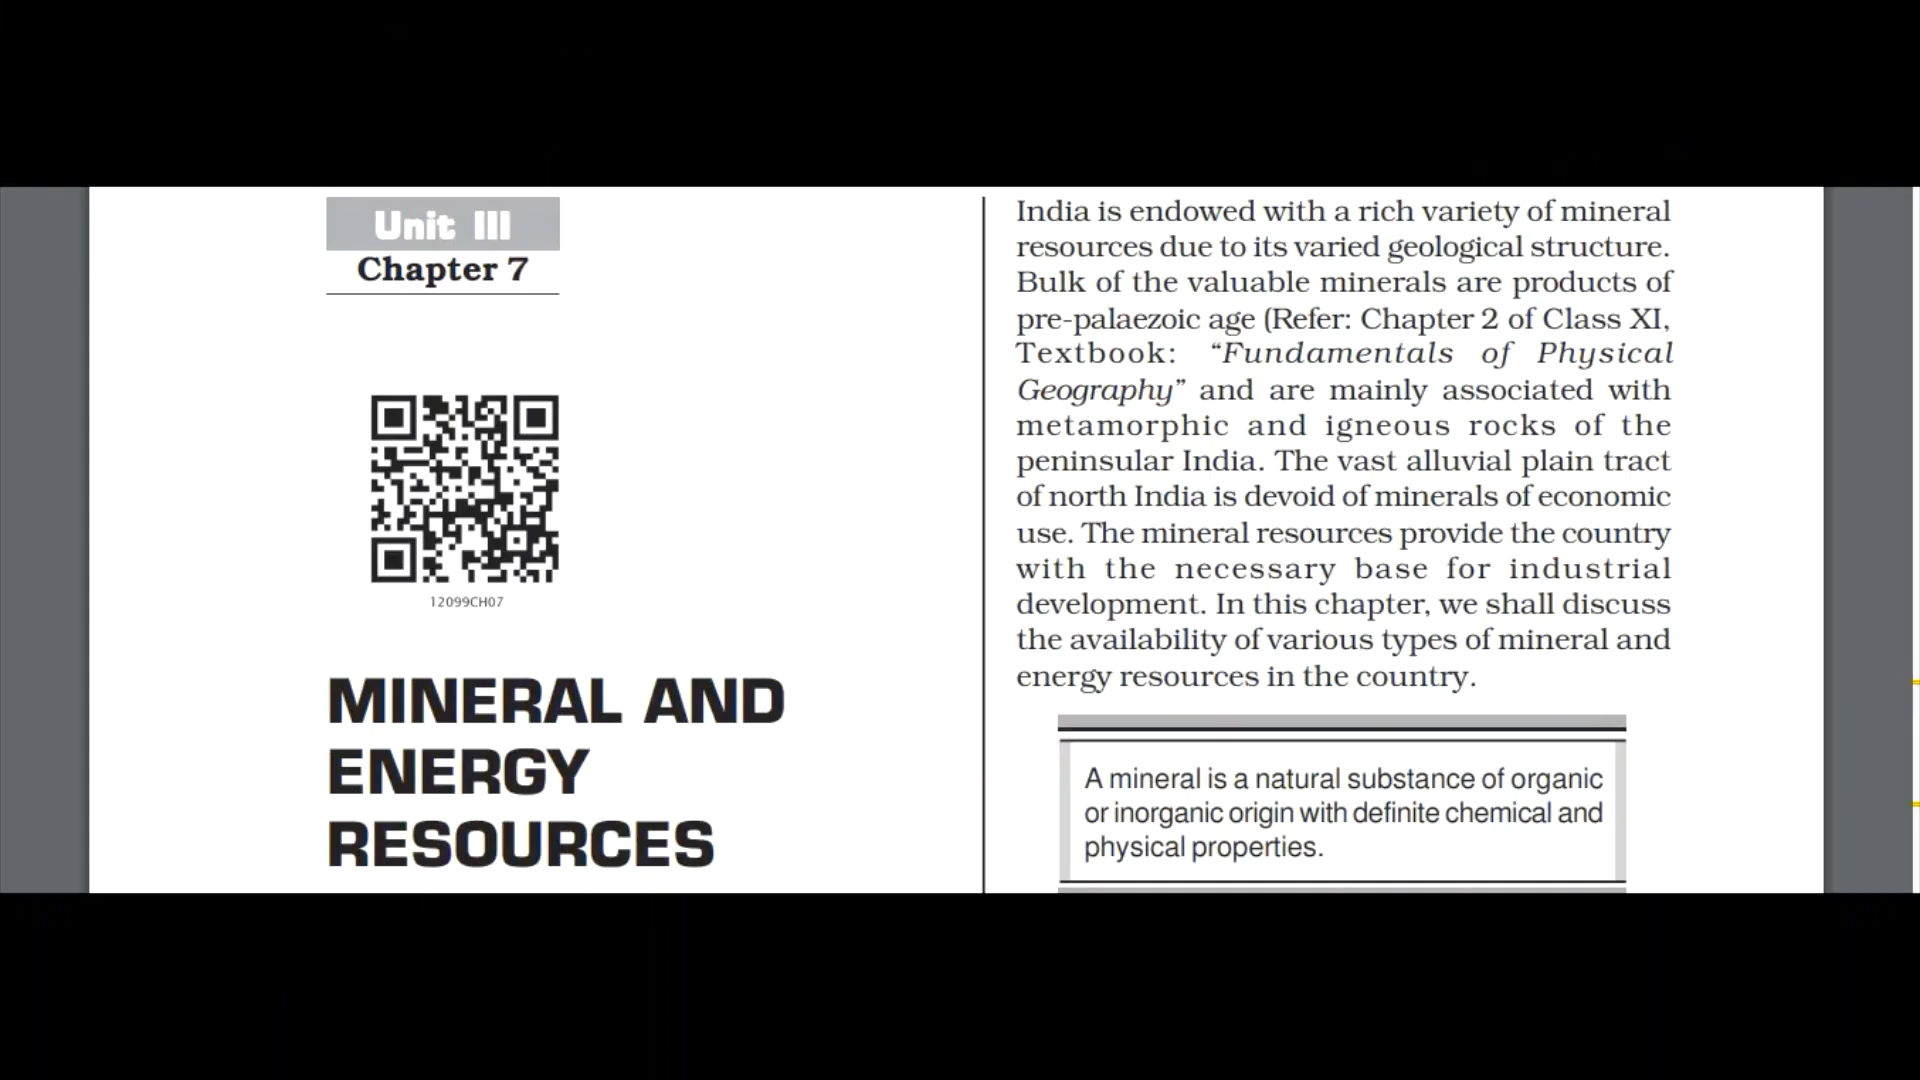 Unit III
Chapter 7
12099CH07
MINERAL AND
ENERGY
RESOURCES
India is endowed with a rich variety of mineral
resources due to its varied geological structure.
Bulk of the valuable minerals are products of
pre-palaezoic age (Refer: Chapter 2 of Class XI,
Textbook: “Fundamentals of Physical
Geography” and are mainly associated with
metamorphic and igneous rocks of the
peninsular India. The vast alluvial plain tract
of north India is devoid of minerals of economic
use. The mineral resources provide the country
with the necessary base for industrial
development. In this chapter, we shall discuss
the availability of various types of mineral and
energy resources in the country.
A mineral is a natural substance of organic
or inorganic origin with definite chemical and
physical properties.